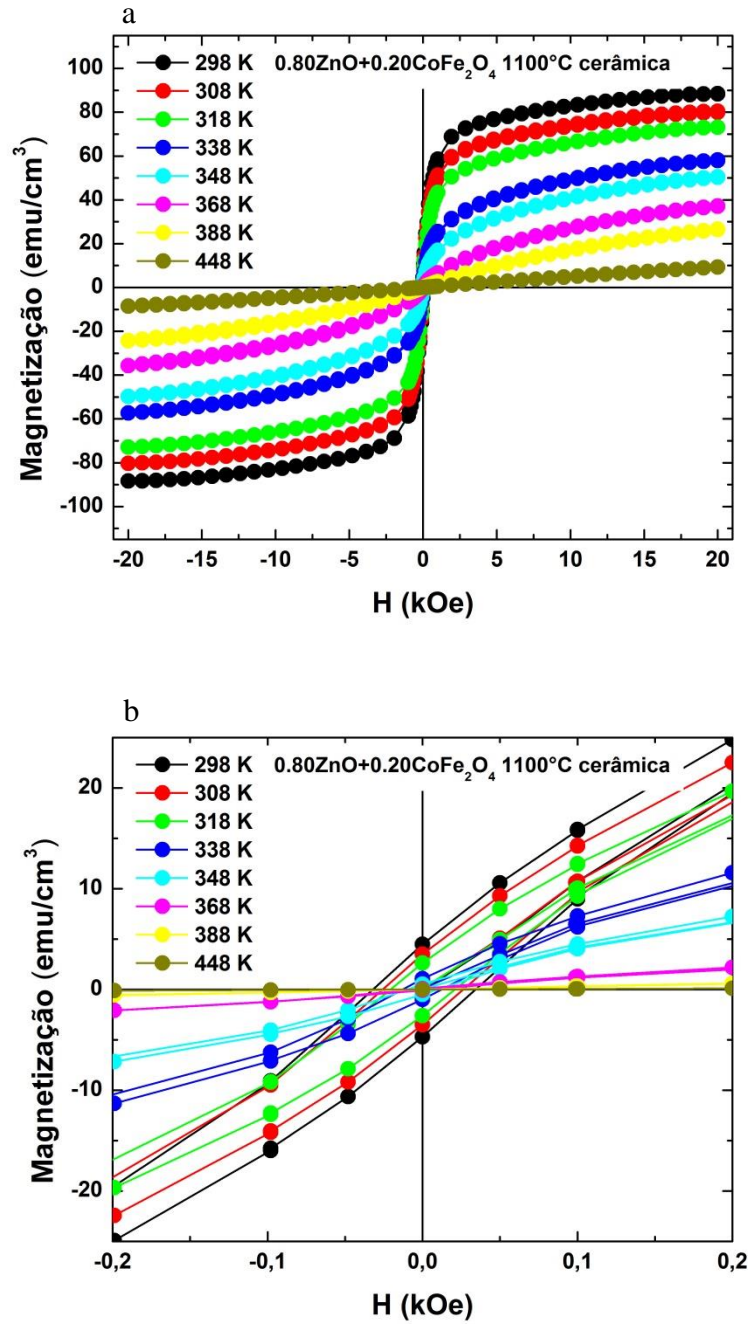 a
298 K
308 K
318 K
338 K
348 K
368 K
388 K
448 K
0.80ZnO+0.20CoFe₂O₄ 1100°C cerâmica
Magnetização (emu/cm³)
100
80
60
40
20
0
-20
-40
-60
-80
-100
-20 -15 -10 -5 0 5 10 15 20
H (kOe)
b
298 K
308 K
318 K
338 K
348 K
368 K
388 K
448 K
0.80ZnO+0.20CoFe₂O₄ 1100°C cerâmica
Magnetização (emu/cm³)
20
10
0
-10
-20
-0,2 -0,1 0,0 0,1 0,2
H (kOe)